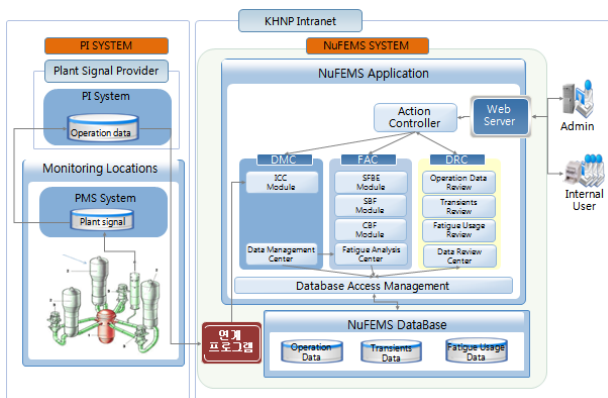 KHNP Intranet
PI SYSTEM
Plant Signal Provider
PI System
Operation data
Monitoring Locations
PMS System
Plant signal
NuFEMS SYSTEM
NuFEMS Application
Action
Controller
Web
Server
Admin
Internal
User
DMC
ICC
Module
Data Management
Center
FAC
SFBE
Module
SBF
Module
CBF
Module
Fatigue Analysis
Center
DRC
Operation Data
Review
Transients
Review
Fatigue Usage
Review
Data Review
Center
Database Access Management
연계
프로그램
NuFEMS DataBase
Operation
Data
Transients
Data
Fatigue Usage
Data